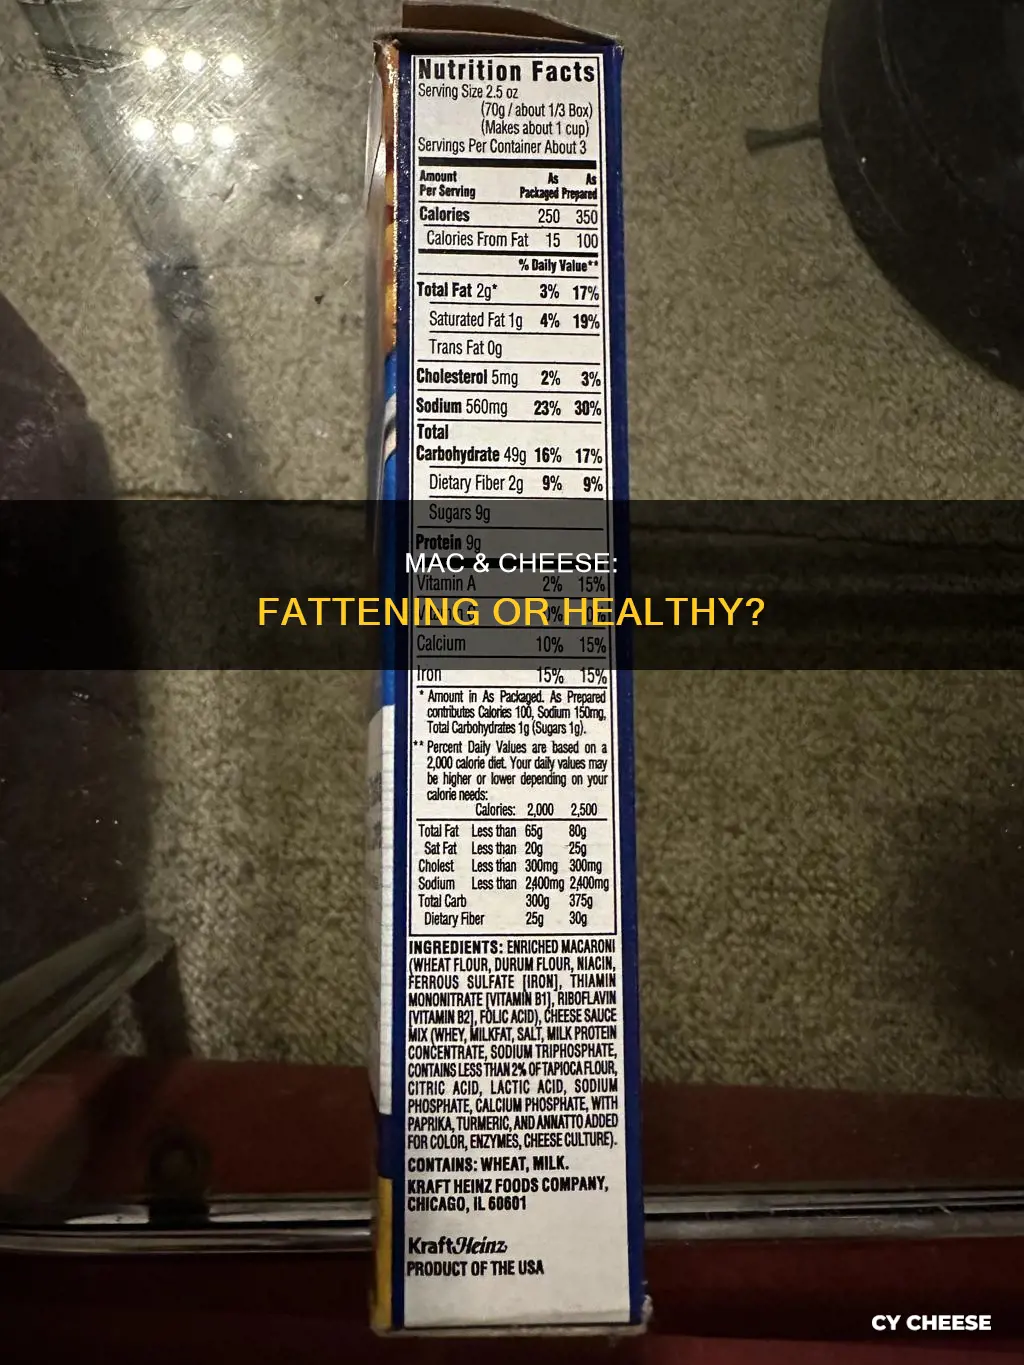 Nutrition Facts
Serving Size 2.5 oz
(70g / about 1/3 Box)
(Makes about 1 cup)
Servings Per Container About 3
Amount As As
Per Serving Packaged Prepared
Calories 250 350
Calories From Fat 15 100
% Daily Value**
Total Fat 2g* 3% 17%
Saturated Fat 1g 4% 19%
Trans Fat 0g
Cholesterol 5mg 2% 3%
Sodium 560mg 23% 30%
Total
Carbohydrate 49g 16% 17%
Dietary Fiber 2g 9% 9%
Sugars 9g
Protein 9g
MAC & CHEESE:
Vitamin A 2% 15%
FATTENING OR HEALTHY?
Calcium 10% 15%
Iron 15% 15%
* Amount in As Packaged. As Prepared
contributes Calories 100, Sodium 150mg,
Total Carbohydrates 1g (Sugars 1g).
** Percent Daily Values are based on a
2,000 calorie diet. Your daily values may
be higher or lower depending on your
calorie needs:
Calories: 2,000 2,500
Total Fat Less than 65g 80g
Sat Fat Less than 20g 25g
Cholest Less than 300mg 300mg
Sodium Less than 2,400mg 2,400mg
Total Carb 300g 375g
Dietary Fiber 25g 30g
INGREDIENTS: ENRICHED MACARONI
(WHEAT FLOUR, DURUM FLOUR, NIACIN,
FERROUS SULFATE [IRON], THIAMIN
MONONITRATE [VITAMIN B1], RIBOFLAVIN
[VITAMIN B2], FOLIC ACID), CHEESE SAUCE
MIX (WHEY, MILKFAT, SALT, MILK PROTEIN
CONCENTRATE, SODIUM TRIPHOSPHATE,
CONTAINS LESS THAN 2% OF TAPIOCA FLOUR,
CITRIC ACID, LACTIC ACID, SODIUM
PHOSPHATE, CALCIUM PHOSPHATE, WITH
PAPRIKA, TURMERIC, AND ANNATTO ADDED
FOR COLOR, ENZYMES, CHEESE CULTURE).
CONTAINS: WHEAT, MILK.
KRAFT HEINZ FOODS COMPANY,
CHICAGO, IL 60601
KraftHeinz
PRODUCT OF THE USA
CY CHEESE